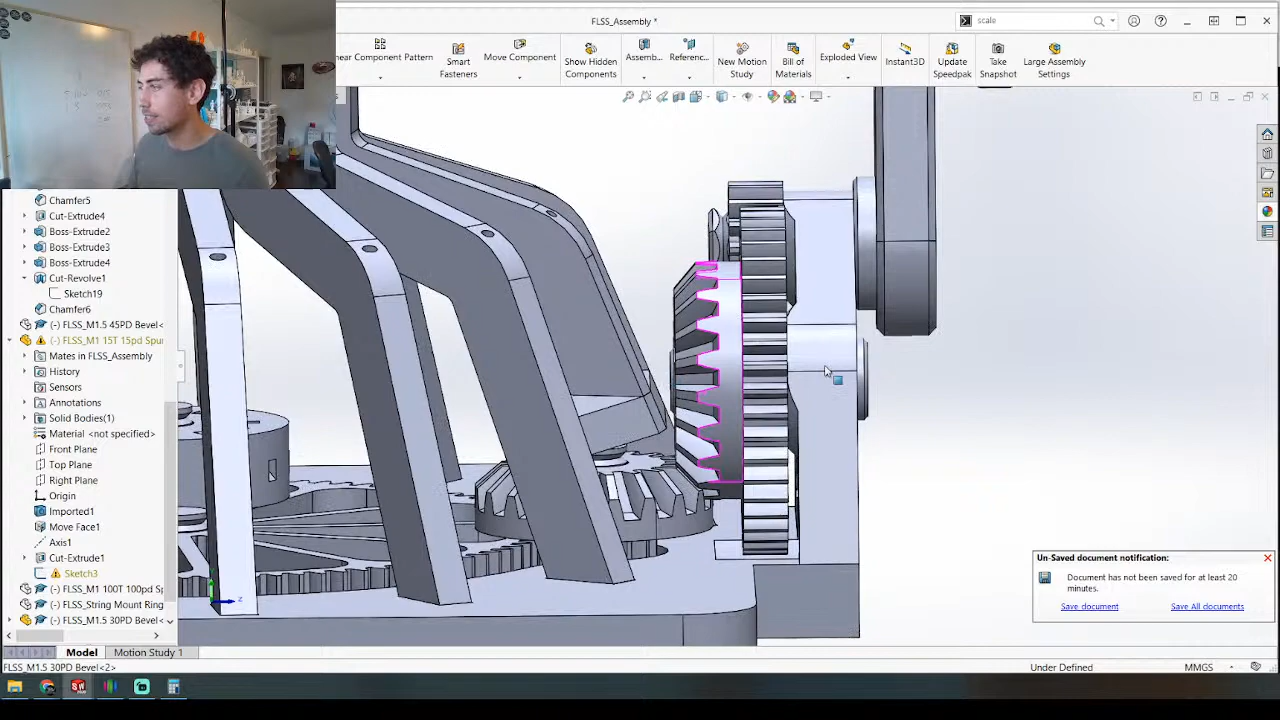 FLSS_Assembly *
scale
near Component Pattern
Smart Fasteners
Move Component
Show Hidden Components
Assemb...
Referenc...
New Motion Study
Bill of Materials
Exploded View
Instant3D
Update Speedpak
Take Snapshot
Large Assembly Settings
Chamfer5
Cut-Extrude4
Boss-Extrude2
Boss-Extrude3
Boss-Extrude4
Cut-Revolve1
Sketch19
Chamfer6
(-) FLSS_M1.5 45PD Bevel<
(-) FLSS_M1 15T 15pd Spur
Mates in FLSS_Assembly
History
Sensors
Annotations
Solid Bodies(1)
Material <not specified>
Front Plane
Top Plane
Right Plane
Origin
Imported1
Move Face1
Axis1
Cut-Extrude1
Sketch3
(-) FLSS_M1 100T 100pd Sp
(-) FLSS_String Mount Ring
(-) FLSS_M1.5 30PD Bevel<
Un-Saved document notification:
Document has not been saved for at least 20
minutes.
Save document
Save All documents
Z
Model
Motion Study 1
FLSS_M1.5 30PD Bevel<2>
Under Defined
MMGS